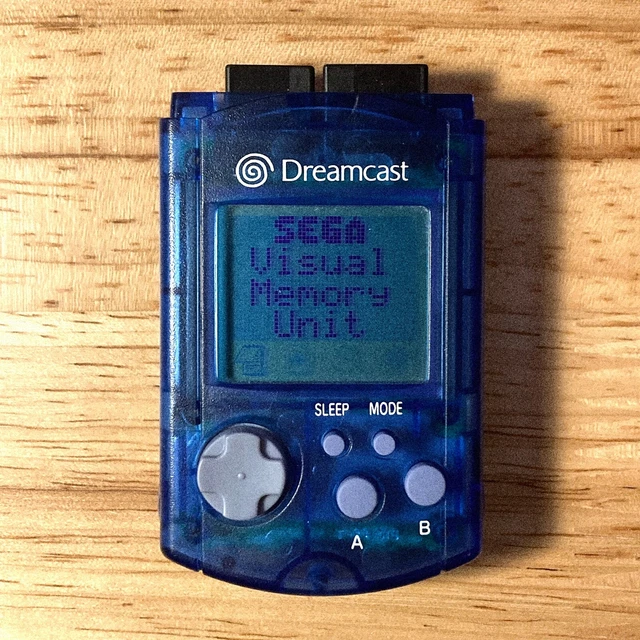 Dreamcast
SEGA
Visual
Memory
Unit
SLEEP MODE
A B